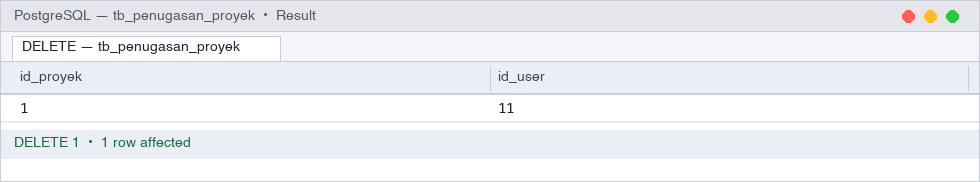 PostgreSQL — tb_penugasan_proyek • Result
DELETE — tb_penugasan_proyek
id_proyek id_user
1 11
DELETE 1 • 1 row affected